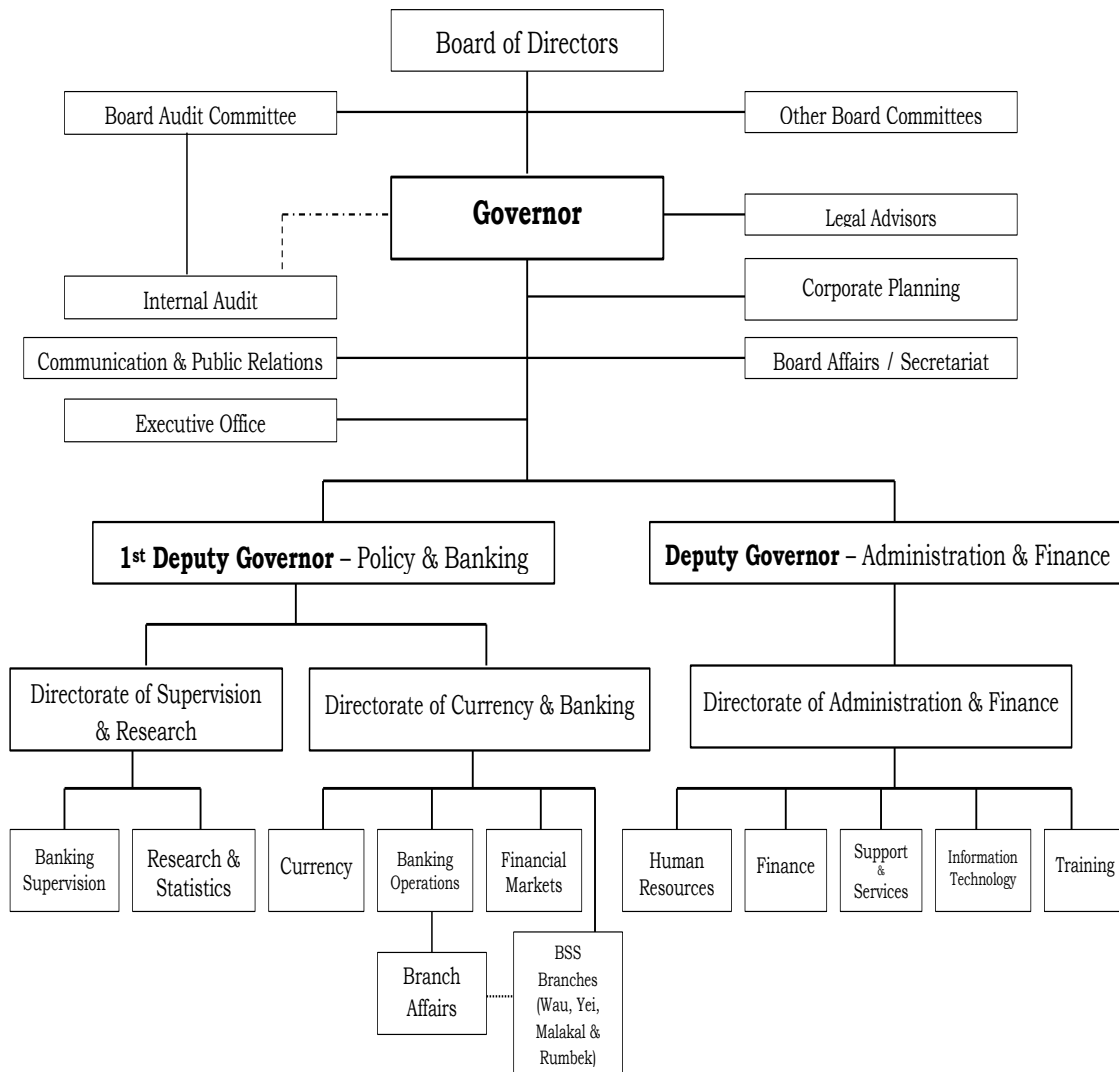 Board of Directors
Board Audit Committee
Other Board Committees
Governor
Legal Advisors
Internal Audit
Corporate Planning
Communication & Public Relations
Board Affairs / Secretariat
Executive Office
1st Deputy Governor – Policy & Banking
Deputy Governor – Administration & Finance
Directorate of Supervision
& Research
Directorate of Currency & Banking
Directorate of Administration & Finance
Banking
Supervision
Research &
Statistics
Currency
Banking
Operations
Financial
Markets
Human
Resources
Finance
Support
&
Services
Information
Technology
Training
Branch
Affairs
BSS
Branches
(Wau, Yei,
Malakal &
Rumbek)